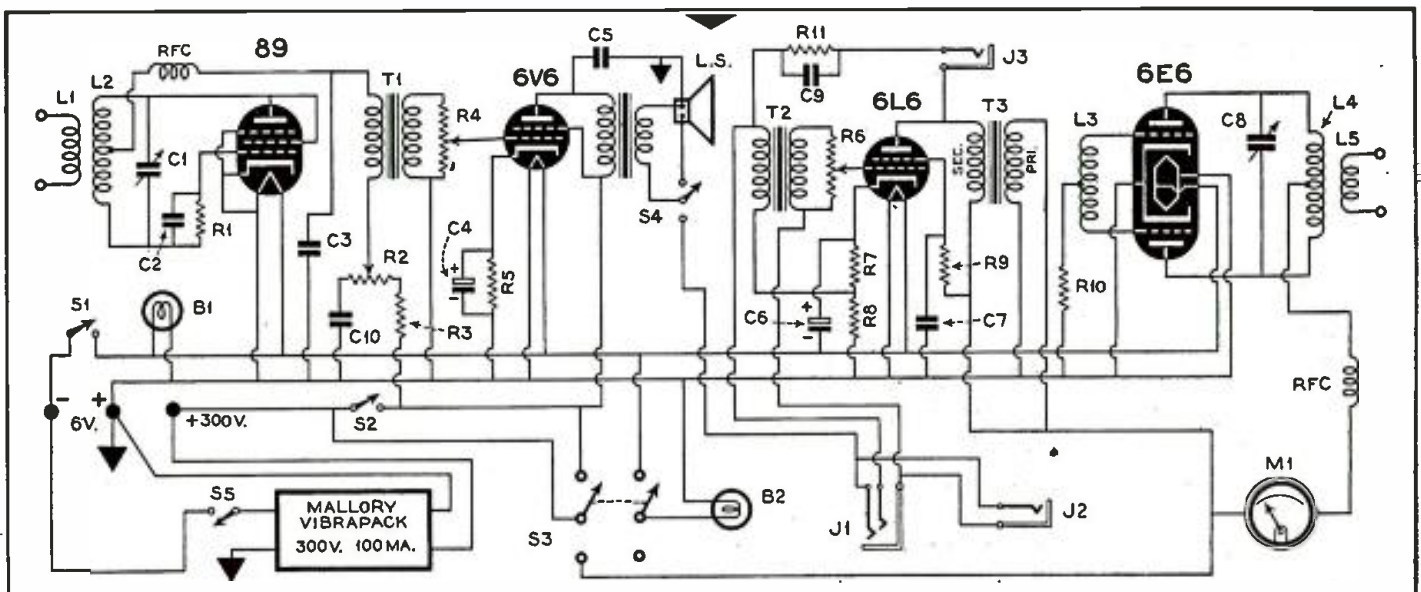 89
6V6
6L6
6E6
RFC
L1
L2
C1
C2
R1
C3
T1
R4
C5
L.S.
S4
R2
R3
C10
C4
+
-
R5
S1
B1
-
+
6V.
+300V.
S2
S5
MALLORY
VIBRAPACK
300V. 100 MA.
S3
B2
R11
C9
J3
T2
R6
T3
SEC.
PRI.
R7
R8
C6
+
-
R9
C7
J1
J2
L3
R10
C8
L4
L5
RFC
M1